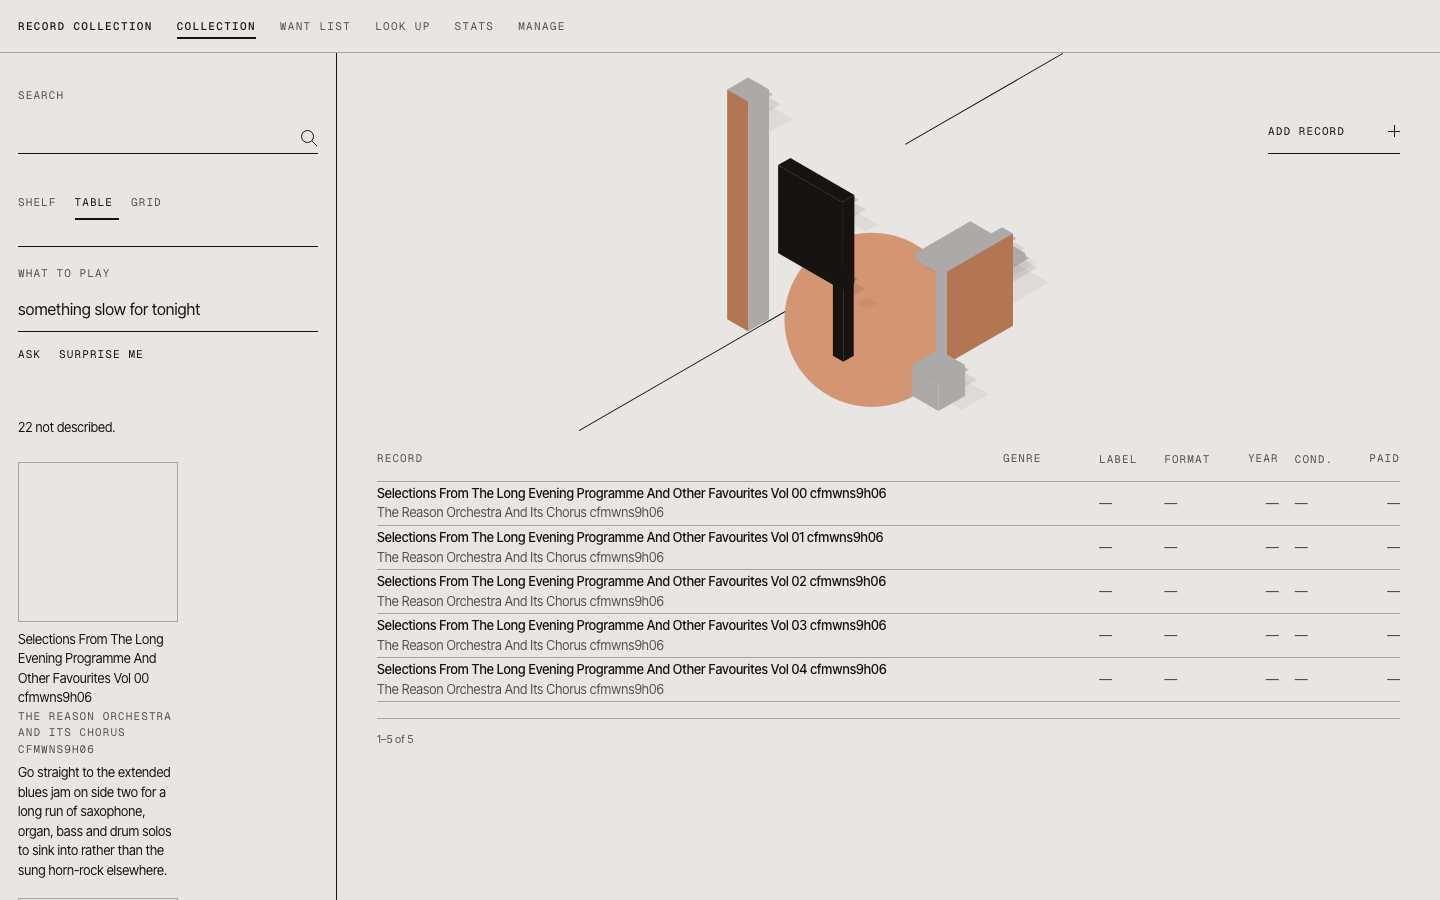 RECORD COLLECTION COLLECTION WANT LIST LOOK UP STATS MANAGE
SEARCH
SHELF TABLE GRID
WHAT TO PLAY
something slow for tonight
ASK SURPRISE ME
22 not described.
Selections From The Long
Evening Programme And
Other Favourites Vol 00
cfmwns9h06
THE REASON ORCHESTRA
AND ITS CHORUS
CFMWNS9H06
Go straight to the extended
blues jam on side two for a
long run of saxophone,
organ, bass and drum solos
to sink into rather than the
sung horn-rock elsewhere.
ADD RECORD
RECORD GENRE LABEL FORMAT YEAR COND. PAID
Selections From The Long Evening Programme And Other Favourites Vol 00 cfmwns9h06
The Reason Orchestra And Its Chorus cfmwns9h06
— — — — —
Selections From The Long Evening Programme And Other Favourites Vol 01 cfmwns9h06
The Reason Orchestra And Its Chorus cfmwns9h06
— — — — —
Selections From The Long Evening Programme And Other Favourites Vol 02 cfmwns9h06
The Reason Orchestra And Its Chorus cfmwns9h06
— — — — —
Selections From The Long Evening Programme And Other Favourites Vol 03 cfmwns9h06
The Reason Orchestra And Its Chorus cfmwns9h06
— — — — —
Selections From The Long Evening Programme And Other Favourites Vol 04 cfmwns9h06
The Reason Orchestra And Its Chorus cfmwns9h06
— — — — —
1–5 of 5